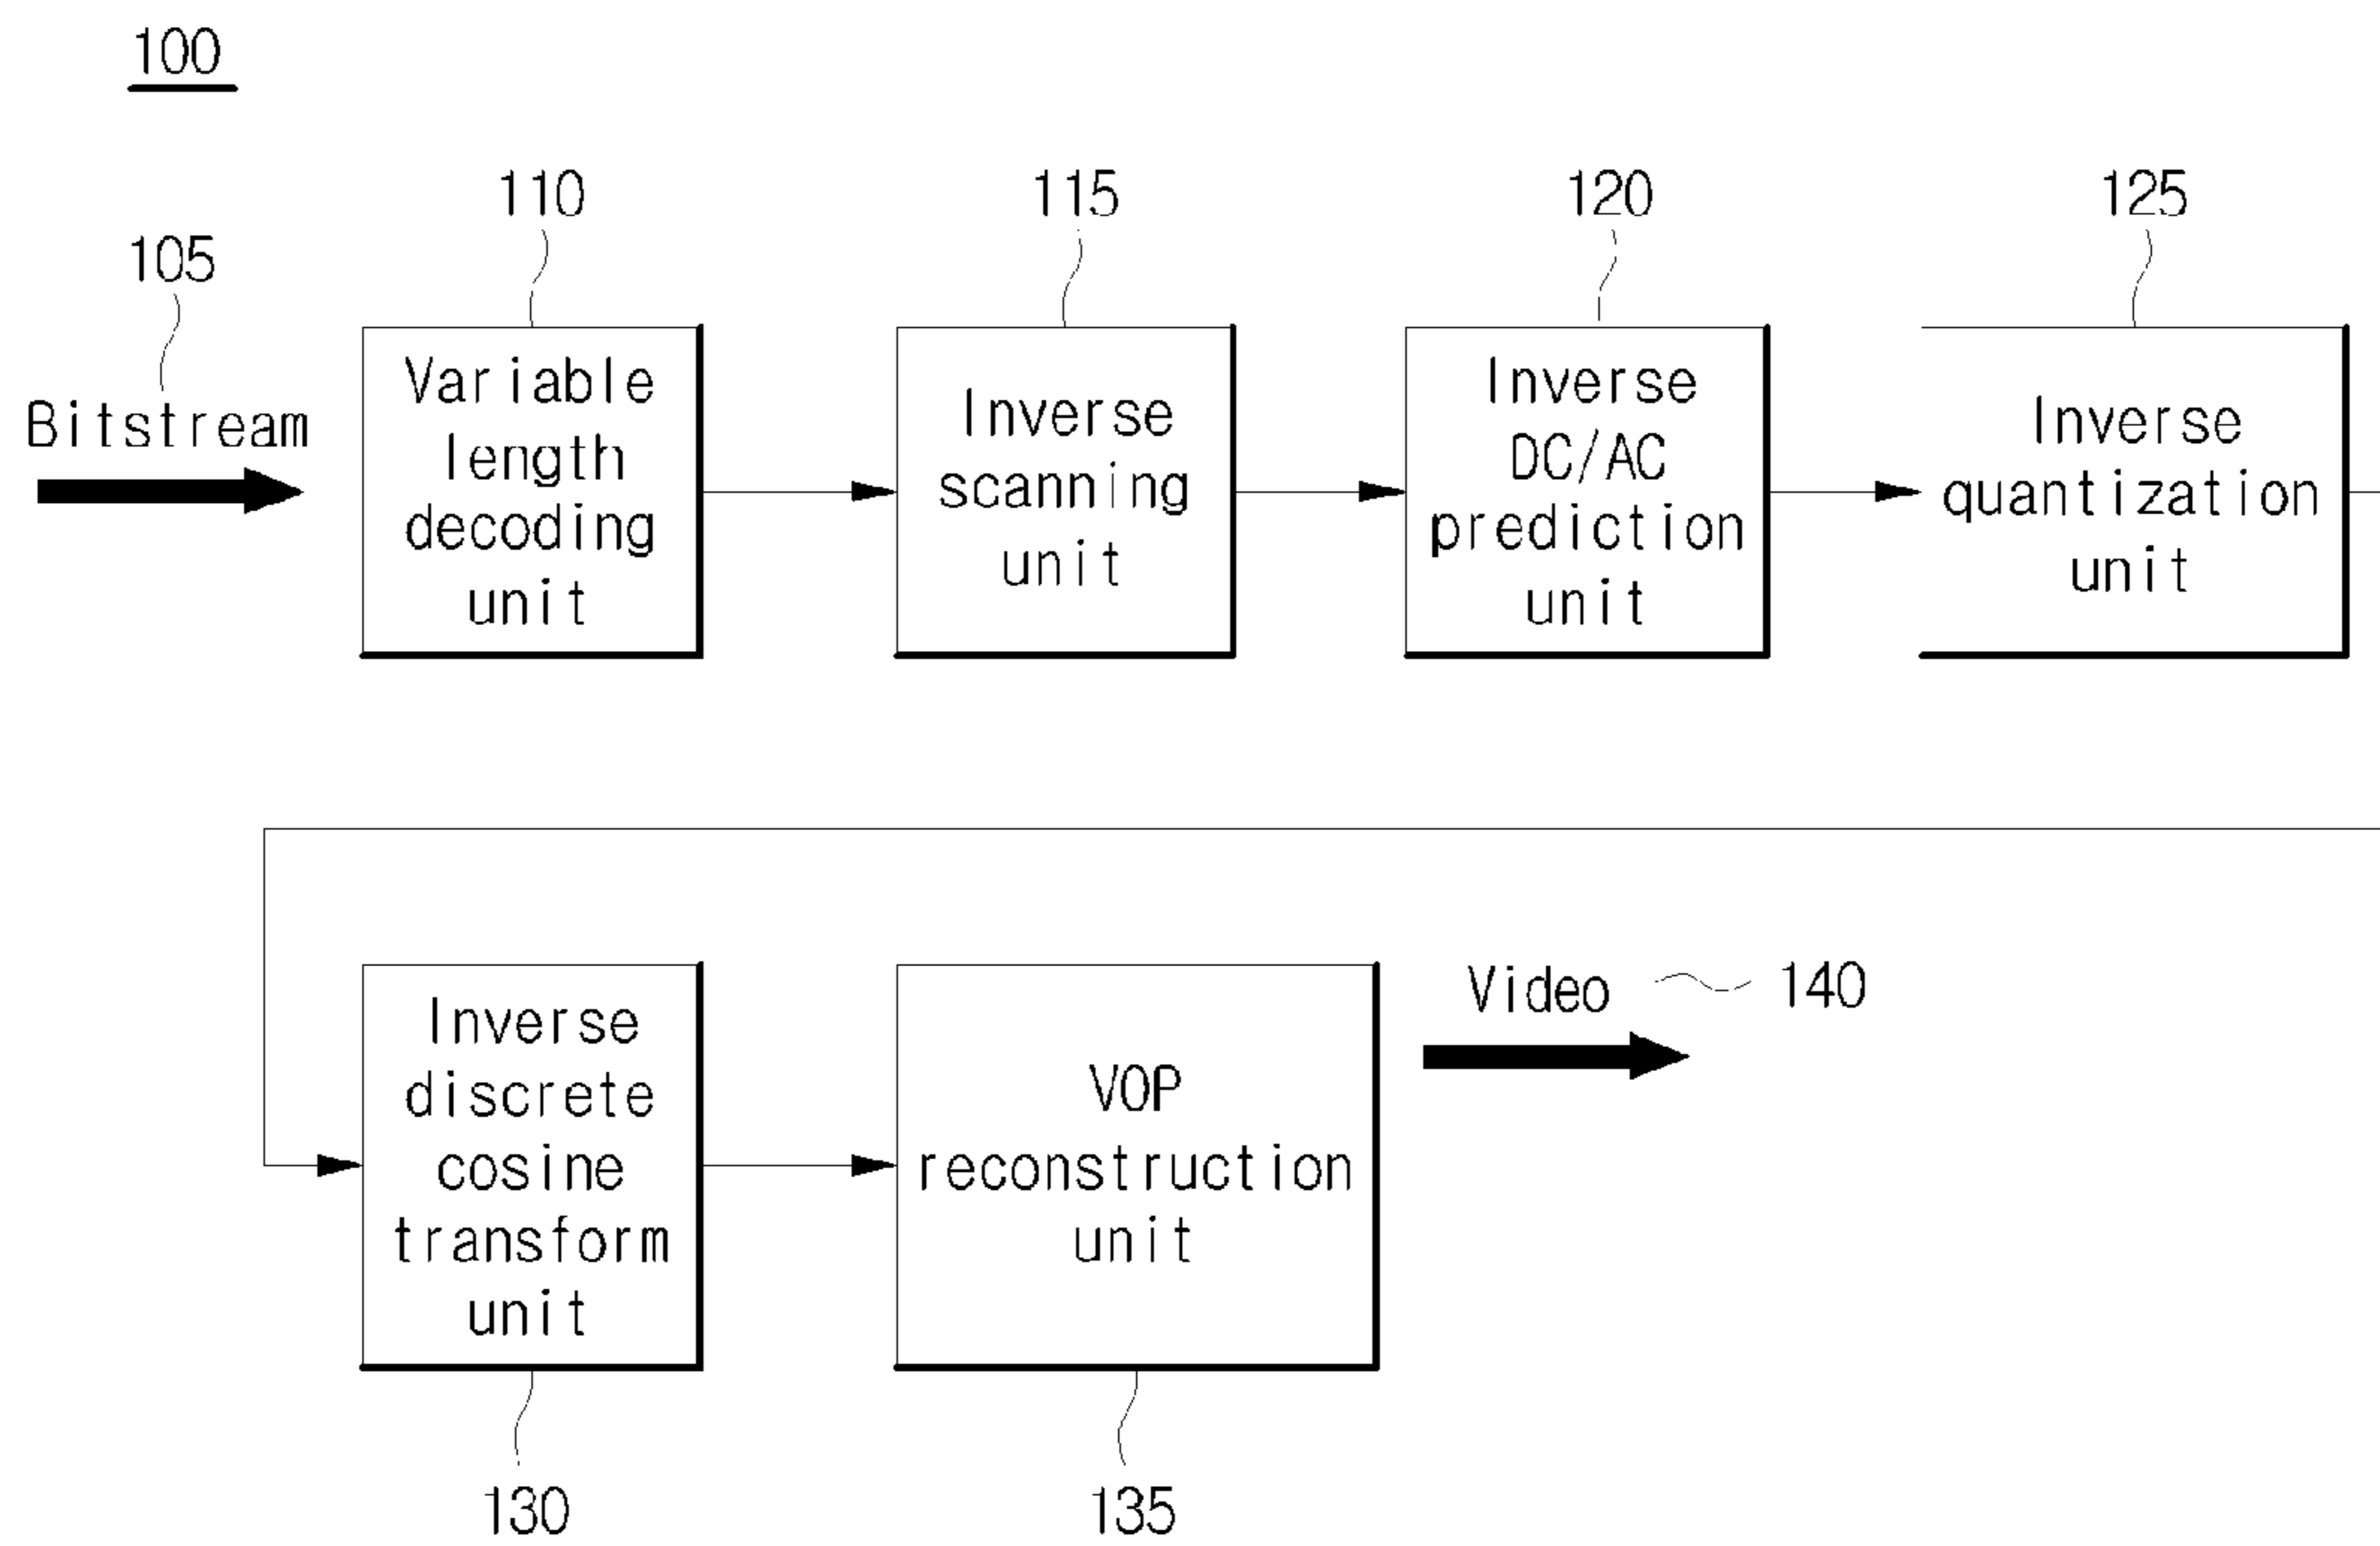 100
105
Bitstream
110
Variable
length
decoding
unit
115
Inverse
scanning
unit
120
Inverse
DC/AC
prediction
unit
125
Inverse
quantization
unit
Inverse
discrete
cosine
transform
unit
130
VOP
reconstruction
unit
135
Video
140